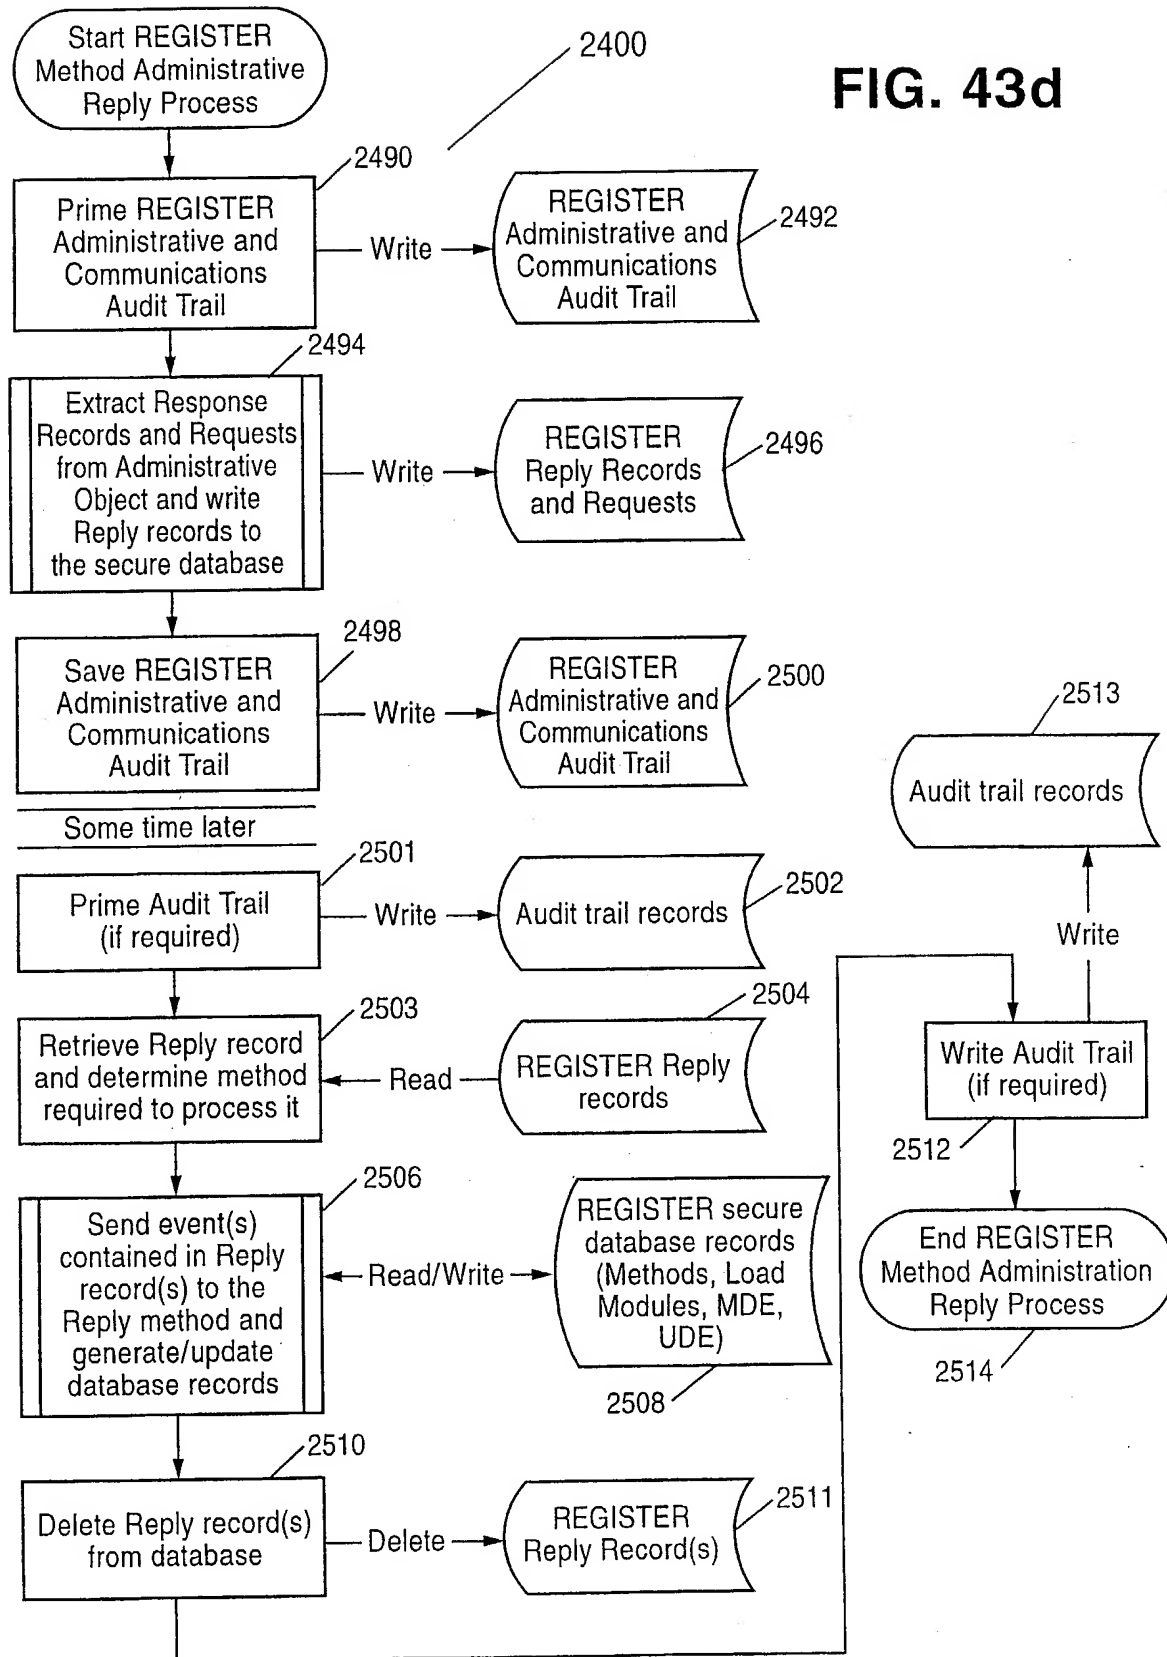 Start REGISTER
Method Administrative
Reply Process
2400
FIG. 43d
2490
Prime REGISTER
Administrative and
Communications
Audit Trail
Write
REGISTER
Administrative and
Communications
Audit Trail
2492
2494
Extract Response
Records and Requests
from Administrative
Object and write
Reply records to
the secure database
Write
REGISTER
Reply Records
and Requests
2496
2498
Save REGISTER
Administrative and
Communications
Audit Trail
Write
REGISTER
Administrative and
Communications
Audit Trail
2500
Some time later
2501
Prime Audit Trail
(if required)
Write
Audit trail records
2502
2503
Retrieve Reply record
and determine method
required to process it
Read
REGISTER Reply
records
2504
2506
Send event(s)
contained in Reply
record(s) to the
Reply method and
generate/update
database records
Read/Write
REGISTER secure
database records
(Methods, Load
Modules, MDE,
UDE)
2508
2510
Delete Reply record(s)
from database
Delete
REGISTER
Reply Record(s)
2511
2513
Audit trail records
Write
Write Audit Trail
(if required)
2512
End REGISTER
Method Administration
Reply Process
2514